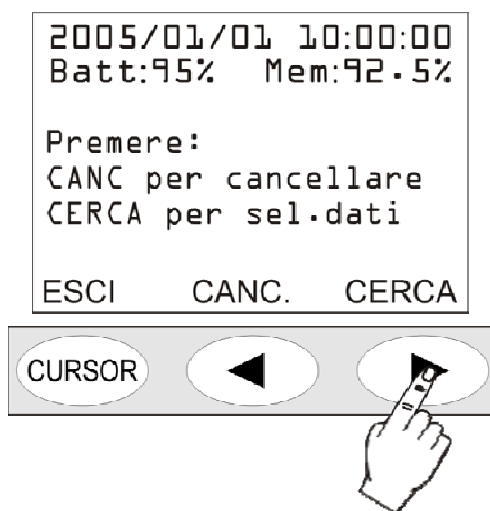 2005/01/01 10:00:00
Batt:95% Mem:92.5%
Premere:
CANC per cancellare
CERCA per sel.dati
ESCI CANC. CERCA
CURSOR